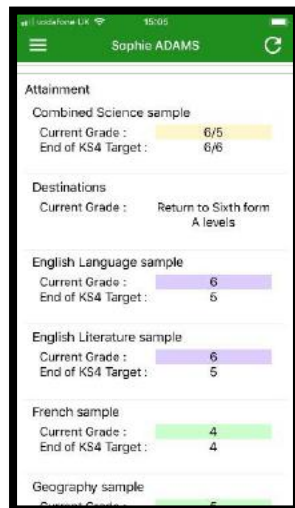 vodafone UK 15:05
Sophie ADAMS
Attainment
Combined Science sample
Current Grade : 6/5
End of KS4 Target : 6/6
Destinations
Current Grade : Return to Sixth form
A levels
English Language sample
Current Grade : 6
End of KS4 Target : 5
English Literature sample
Current Grade : 6
End of KS4 Target : 5
French sample
Current Grade : 4
End of KS4 Target : 4
Geography sample
Current Grade : 5